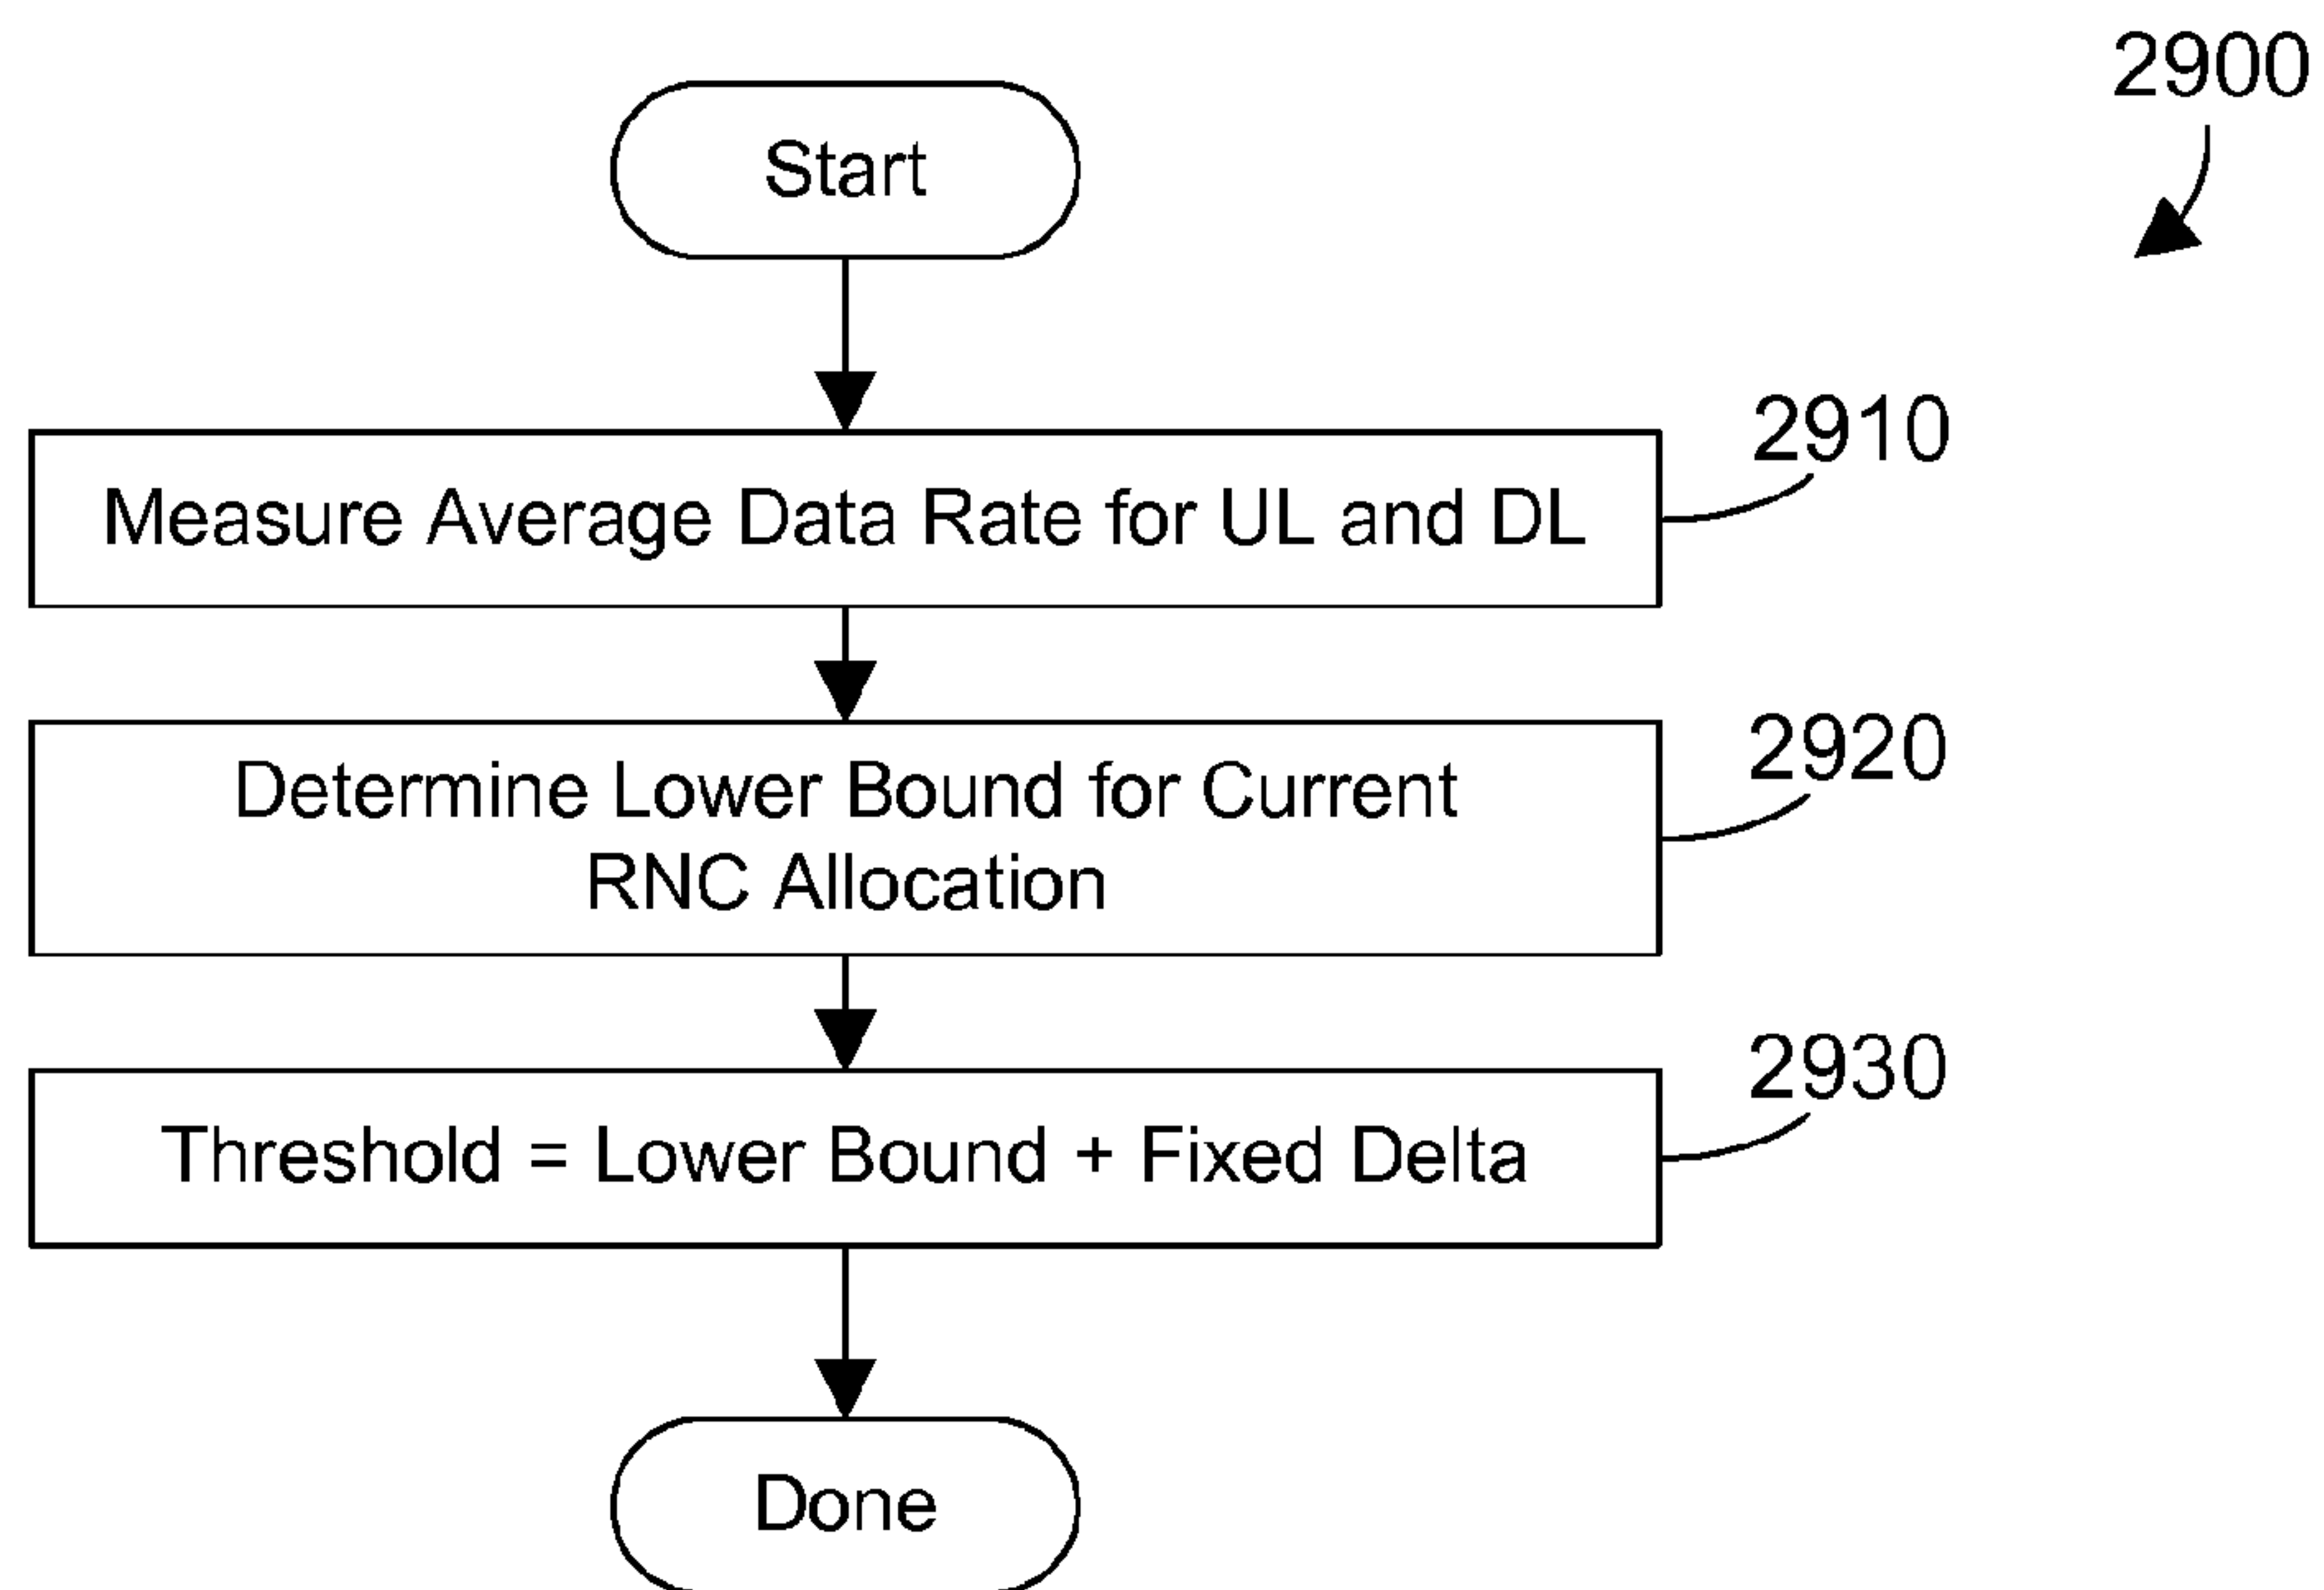 2900
Start
2910
Measure Average Data Rate for UL and DL
2920
Determine Lower Bound for Current
RNC Allocation
2930
Threshold = Lower Bound + Fixed Delta
Done